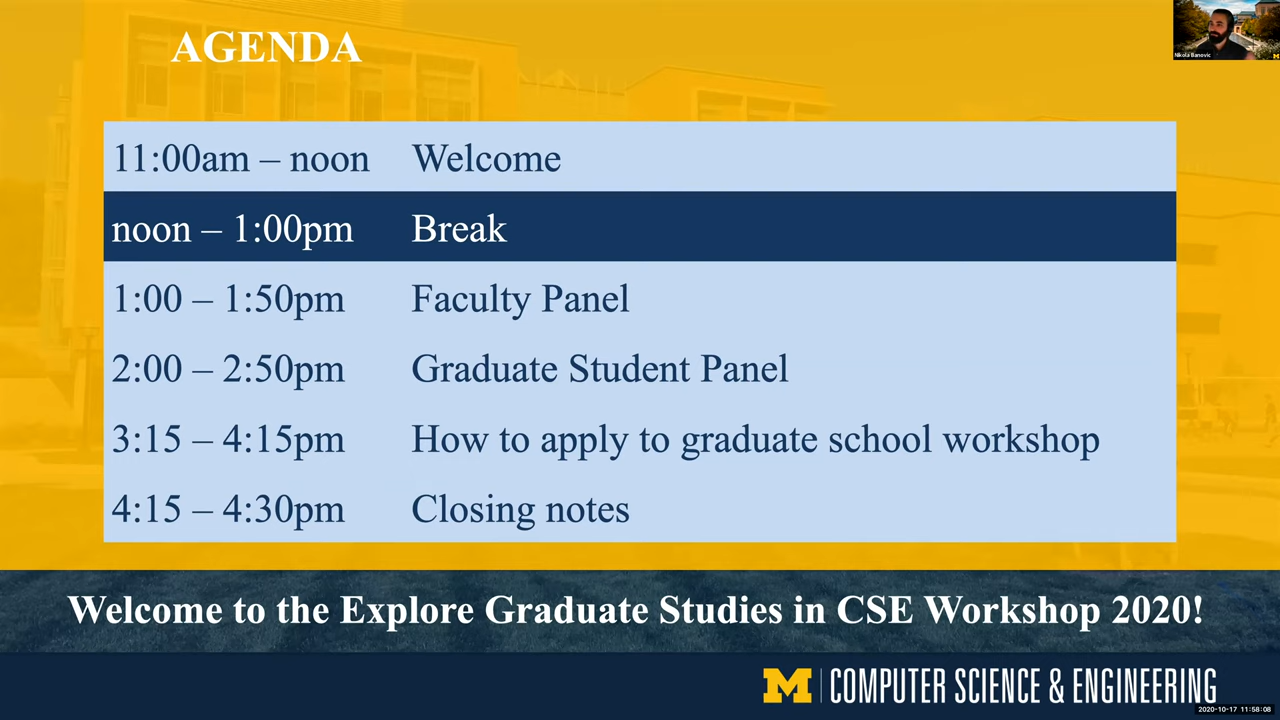 AGENDA
Nikola Banovic
11:00am – noon Welcome
noon – 1:00pm Break
1:00 – 1:50pm Faculty Panel
2:00 – 2:50pm Graduate Student Panel
3:15 – 4:15pm How to apply to graduate school workshop
4:15 – 4:30pm Closing notes
Welcome to the Explore Graduate Studies in CSE Workshop 2020!
M COMPUTER SCIENCE & ENGINEERING
2020-10-17 11:58:08